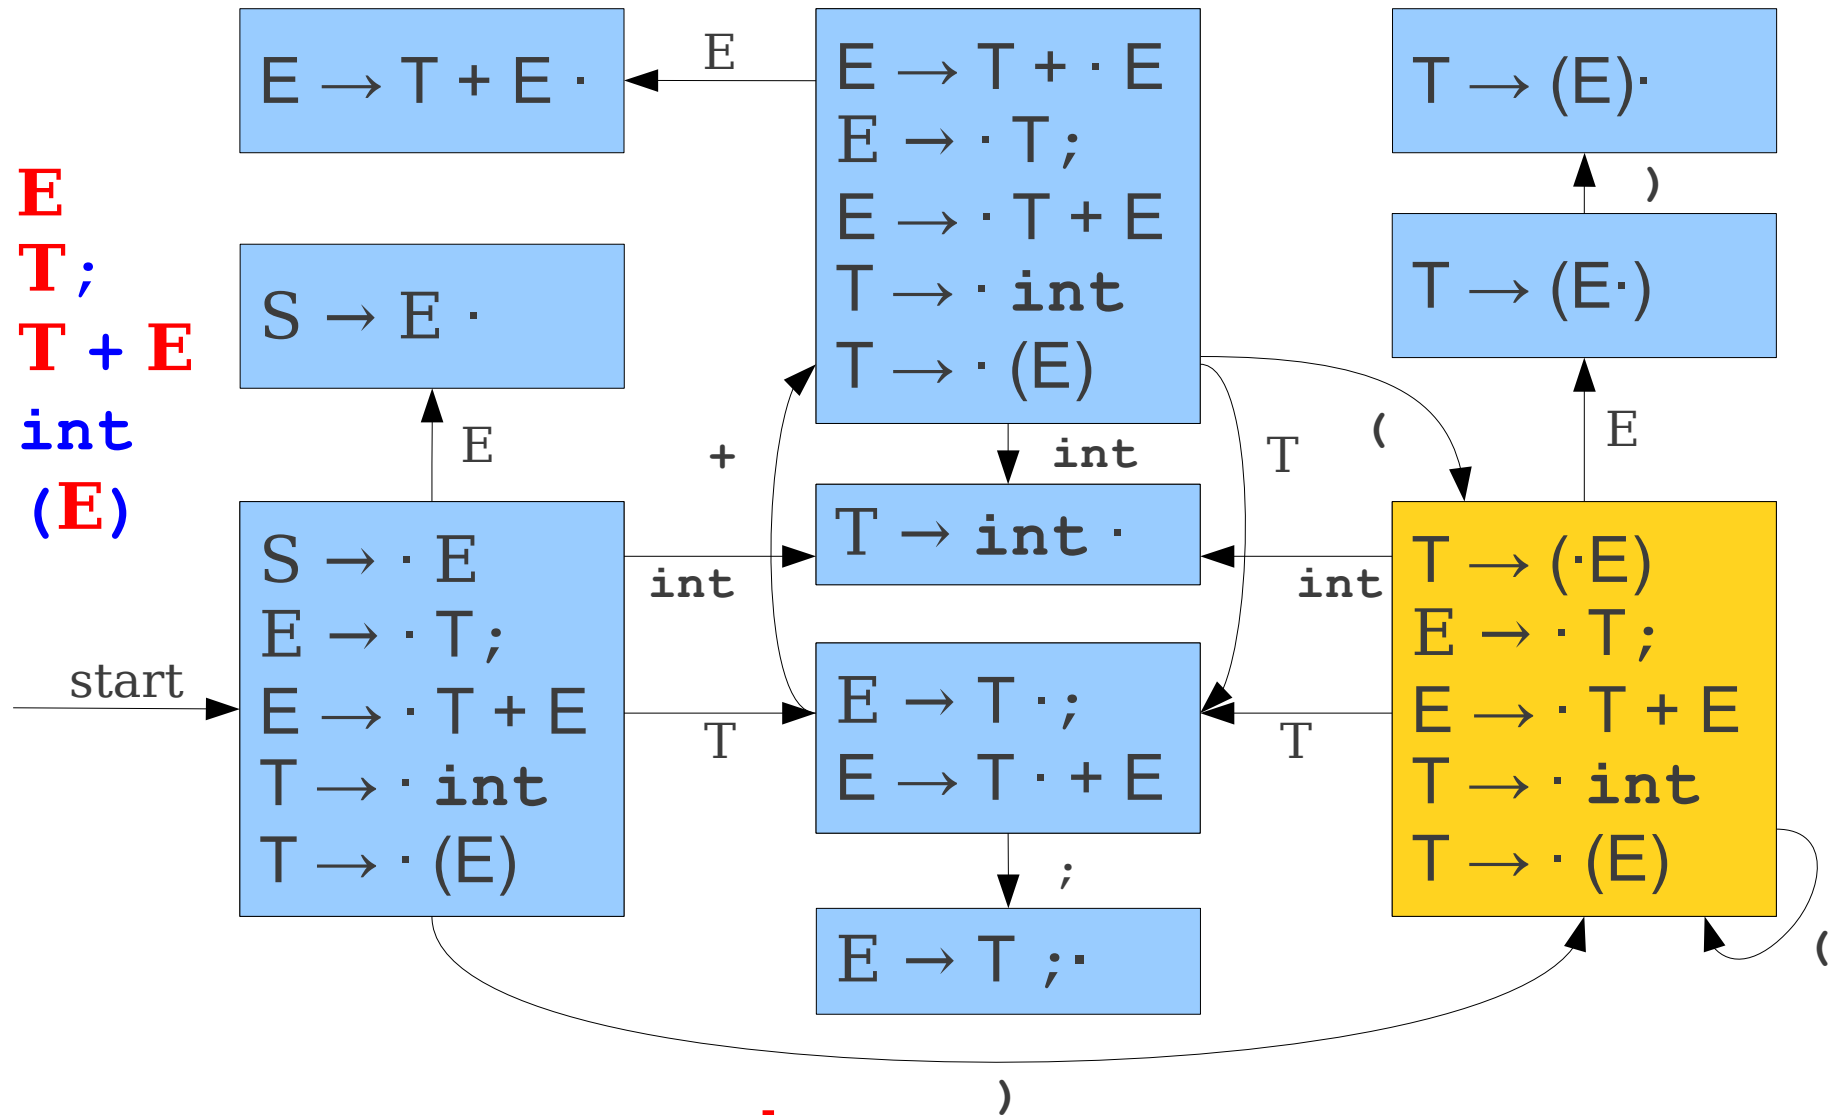 E
T ;
T + E
int
(E)
E → T + E ·
E
E → T + · E
E → · T ;
E → · T + E
T → · int
T → · (E)
T → (E)·
)
T → (E·)
S → E ·
E
+
int
T
(
E
start
S → · E
E → · T ;
E → · T + E
T → · int
T → · (E)
int
T
T → int ·
E → T · ;
E → T · + E
;
E → T ;·
int
T
T → (·E)
E → · T ;
E → · T + E
T → · int
T → · (E)
(
)